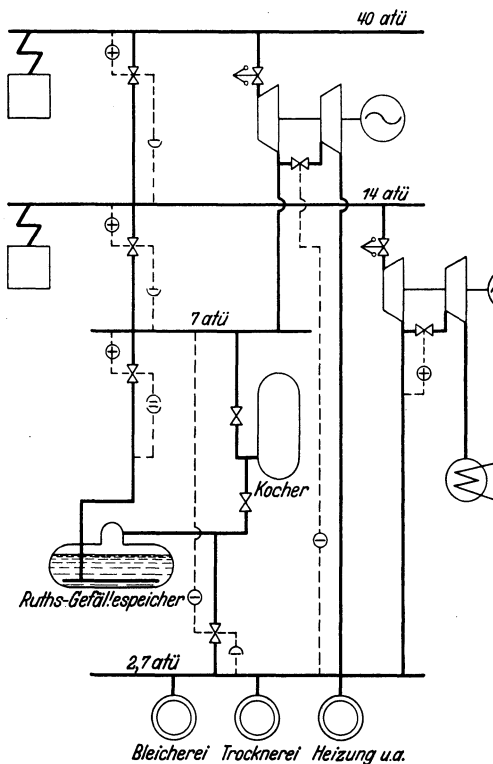 40 atü
14 atü
7 atü
Kocher
Ruths-Gefällespeicher
2,7 atü
Bleicherei Trocknerei Heizung u.a.